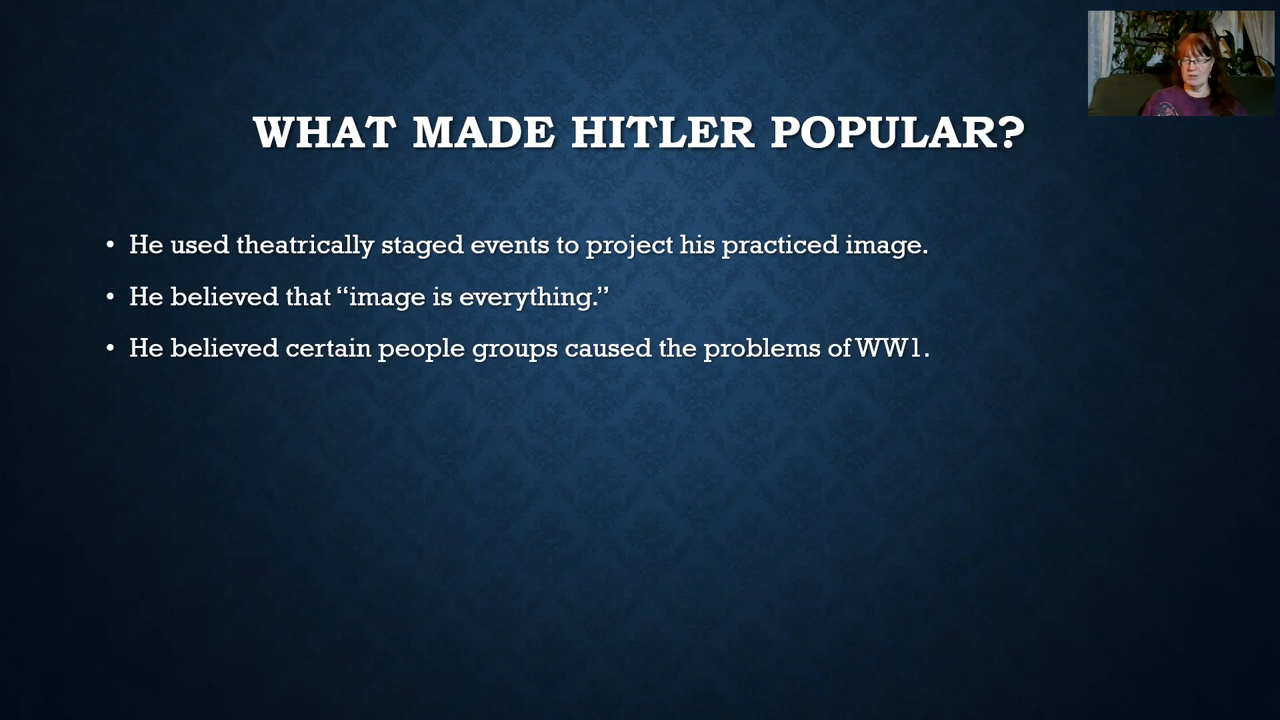 WHAT MADE HITLER POPULAR?
• He used theatrically staged events to project his practiced image.
• He believed that “image is everything.”
• He believed certain people groups caused the problems of WW1.